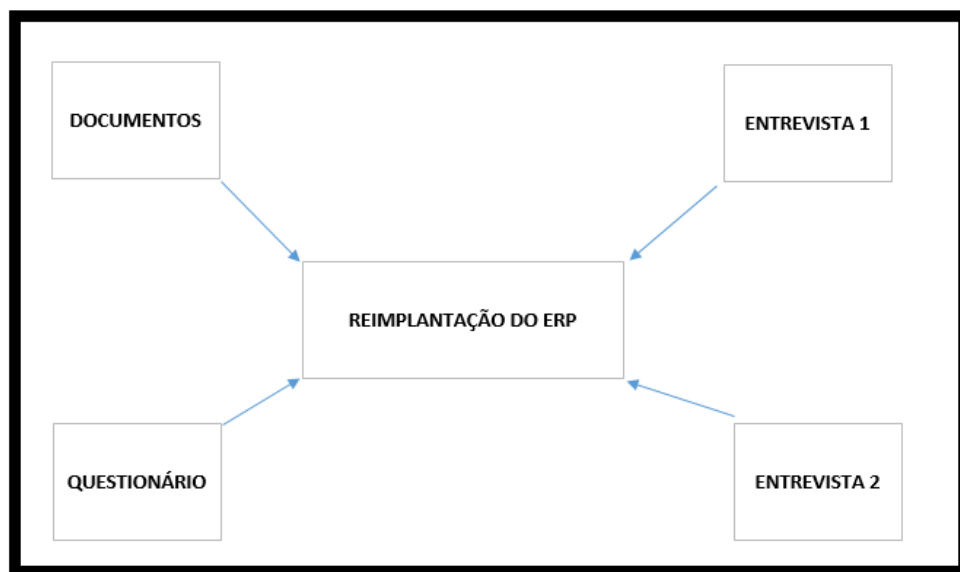 DOCUMENTOS
ENTREVISTA 1
REIMPLANTAÇÃO DO ERP
QUESTIONÁRIO
ENTREVISTA 2